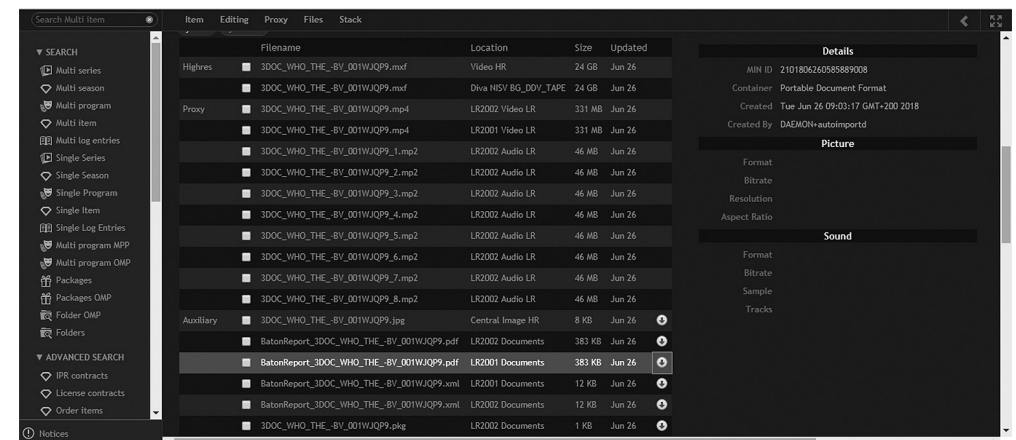 Search Multi item
Item Editing Proxy Files Stack
▼ SEARCH
Multi series
Multi season
Multi program
Multi item
Multi log entries
Single Series
Single Season
Single Program
Single Item
Single Log Entries
Multi program MPP
Multi program OMP
Packages
Packages OMP
Folder OMP
Folders
▼ ADVANCED SEARCH
IPR contracts
License contracts
Order items
Notices
Filename Location Size Updated
Highres 3DOC_WHO_THE_-BV_001WJQP9.mxf Video HR 24 GB Jun 26
3DOC_WHO_THE_-BV_001WJQP9.mxf Diva NISV BG_DDV_TAPE 24 GB Jun 26
Proxy 3DOC_WHO_THE_-BV_001WJQP9.mp4 LR2002 Video LR 331 MB Jun 26
3DOC_WHO_THE_-BV_001WJQP9.mp4 LR2001 Video LR 331 MB Jun 26
3DOC_WHO_THE_-BV_001WJQP9_1.mp2 LR2002 Audio LR 46 MB Jun 26
3DOC_WHO_THE_-BV_001WJQP9_2.mp2 LR2002 Audio LR 46 MB Jun 26
3DOC_WHO_THE_-BV_001WJQP9_3.mp2 LR2002 Audio LR 46 MB Jun 26
3DOC_WHO_THE_-BV_001WJQP9_4.mp2 LR2002 Audio LR 46 MB Jun 26
3DOC_WHO_THE_-BV_001WJQP9_5.mp2 LR2002 Audio LR 46 MB Jun 26
3DOC_WHO_THE_-BV_001WJQP9_6.mp2 LR2002 Audio LR 46 MB Jun 26
3DOC_WHO_THE_-BV_001WJQP9_7.mp2 LR2002 Audio LR 46 MB Jun 26
3DOC_WHO_THE_-BV_001WJQP9_8.mp2 LR2002 Audio LR 46 MB Jun 26
Auxiliary 3DOC_WHO_THE_-BV_001WJQP9.jpg Central Image HR 8 KB Jun 26
BatonReport_3DOC_WHO_THE_-BV_001WJQP9.pdf LR2002 Documents 383 KB Jun 26
BatonReport_3DOC_WHO_THE_-BV_001WJQP9.pdf LR2001 Documents 383 KB Jun 26
BatonReport_3DOC_WHO_THE_-BV_001WJQP9.xml LR2001 Documents 12 KB Jun 26
BatonReport_3DOC_WHO_THE_-BV_001WJQP9.xml LR2002 Documents 12 KB Jun 26
3DOC_WHO_THE_-BV_001WJQP9.pkg LR2002 Documents 1 KB Jun 26
Details
MIN ID 2101806260585889008
Container Portable Document Format
Created Tue Jun 26 09:03:17 GMT+200 2018
Created By DAEMON+autoimportd
Picture
Format
Bitrate
Resolution
Aspect Ratio
Sound
Format
Bitrate
Sample
Tracks